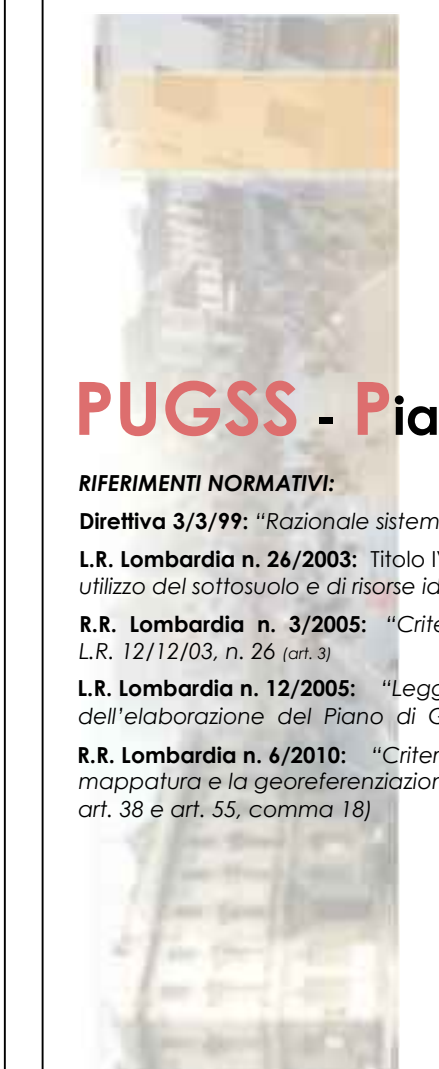 PUGSS - Pia
RIFERIMENTI NORMATIVI:
Direttiva 3/3/99: “Razionale sistem
L.R. Lombardia n. 26/2003: Titolo I
utilizzo del sottosuolo e di risorse id
R.R. Lombardia n. 3/2005: “Crite
L.R. 12/12/03, n. 26 (art. 3)
L.R. Lombardia n. 12/2005: “Legg
dell’elaborazione del Piano di G
R.R. Lombardia n. 6/2010: “Criter
mappatura e la georeferenziazion
art. 38 e art. 55, comma 18)